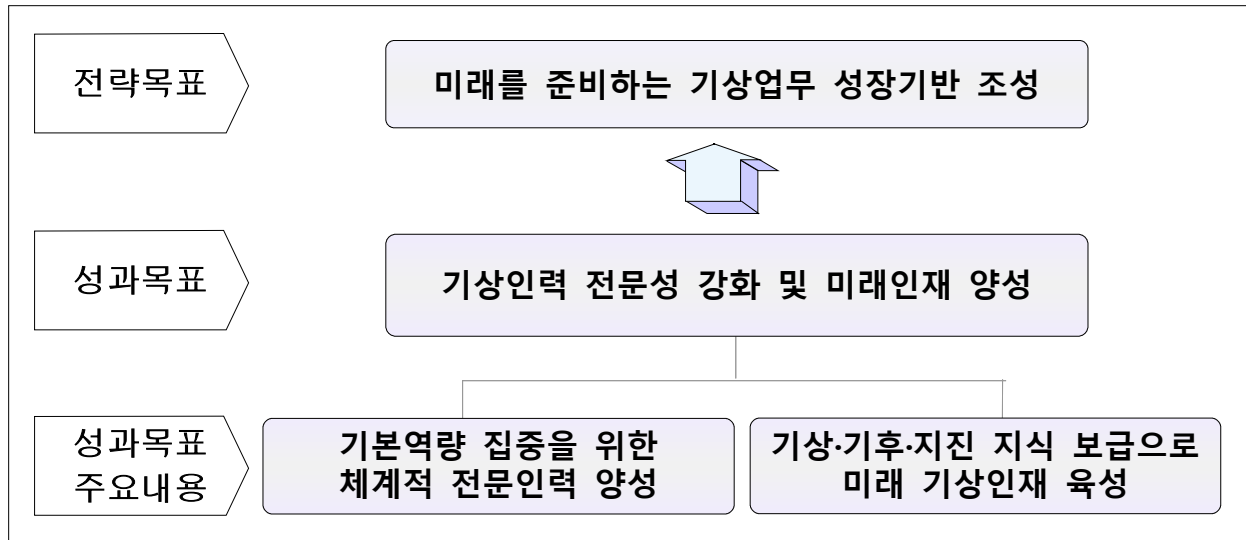 전략목표
미래를 준비하는 기상업무 성장기반 조성
성과목표
기상인력 전문성 강화 및 미래인재 양성
성과목표
주요내용
기본역량 집중을 위한
체계적 전문인력 양성
기상·기후·지진 지식 보급으로
미래 기상인재 육성